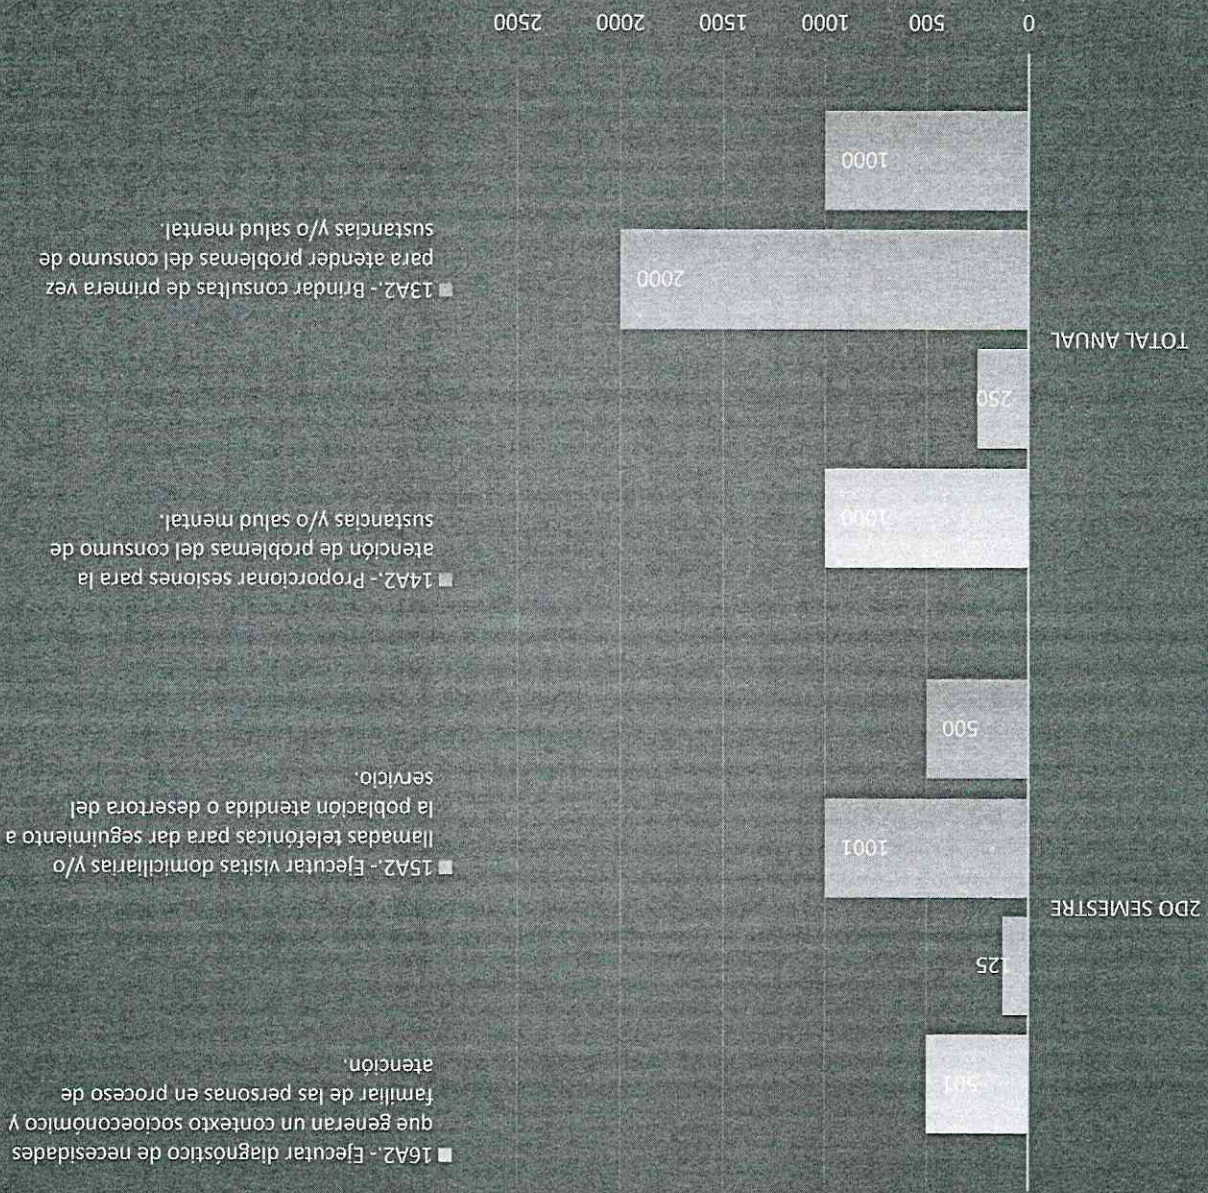 2DO SEMESTRE
501
125
1001
500
TOTAL ANUAL
1000
250
2000
1000
0 500 1000 1500 2000 2500
16A2.- Ejecutar diagnóstico de necesidades
que generan un contexto socioeconómico y
familiar de las personas en proceso de
atención.
15A2.- Ejecutar visitas domiciliarias y/o
llamadas telefónicas para dar seguimiento a
la población atendida o desertora del
servicio.
14A2.- Proporcionar sesiones para la
atención de problemas del consumo de
sustancias y/o salud mental.
13A2.- Brindar consultas de primera vez
para atender problemas del consumo de
sustancias y/o salud mental.